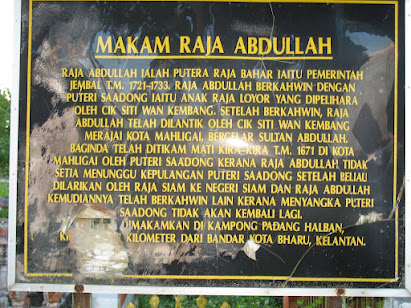 MAKAM RAJA ABDULLAH
RAJA ABDULLAH IALAH PUTERA RAJA BAHAR IAITU PEMERINTAH
JEMBAL T.M. 1721-1733. RAJA ABDULLAH BERKAHWIN DENGAN
PUTERI SAADONG IAITU ANAK RAJA LOYOR YANG DIPELIHARA
OLEH CIK SITI WAN KEMBANG. SETELAH BERKAHWIN, RAJA
ABDULLAH TELAH DILANTIK OLEH CIK SITI WAN KEMBANG
MERAJAI KOTA MAHLIGAI, BERGELAR SULTAN ABDULLAH.
BAGINDA TELAH DITIKAM MATI KIRA-KIRA T.M. 1671 DI KOTA
MAHLIGAI OLEH PUTERI SAADONG KERANA RAJA ABDULLAH TIDAK
SETIA MENUNGGU KEPULANGAN PUTERI SAADONG SETELAH BELIAU
DILARIKAN OLEH RAJA SIAM KE NEGERI SIAM DAN RAJA ABDULLAH
KEMUDIANNYA TELAH BERKAHWIN LAIN KERANA MENYANGKA PUTERI
SAADONG TIDAK AKAN KEMBALI LAGI.
DIMAKAMKAN DI KAMPONG PADANG HALBAN,
KILOMETER DARI BANDAR KOTA BHARU, KELANTAN.